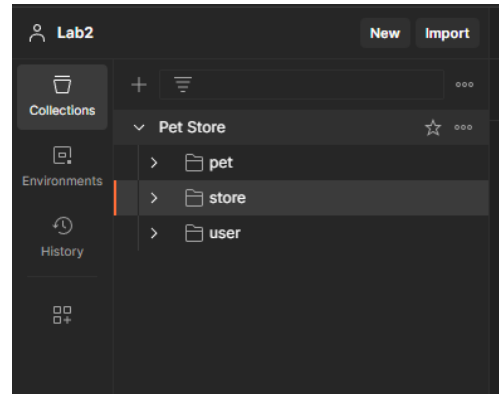 Lab2
New
Import
Collections
Pet Store
pet
Environments
store
user
History